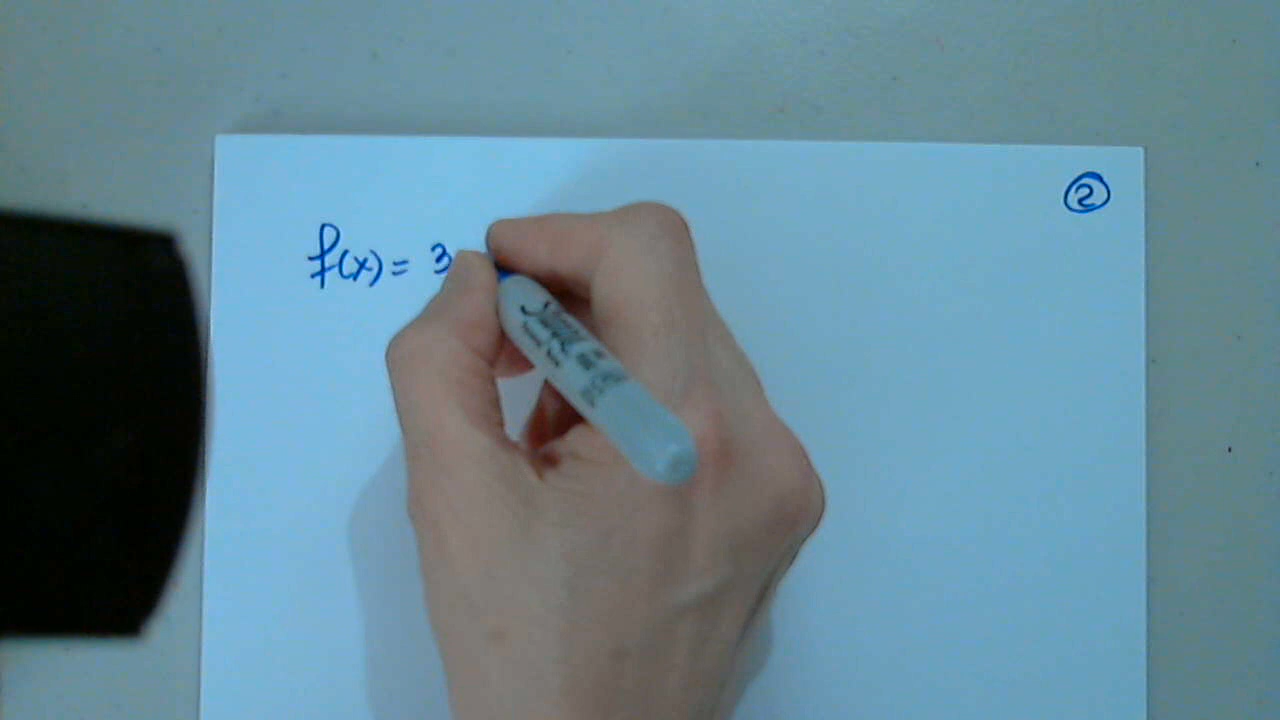 ②
f(x) = 3